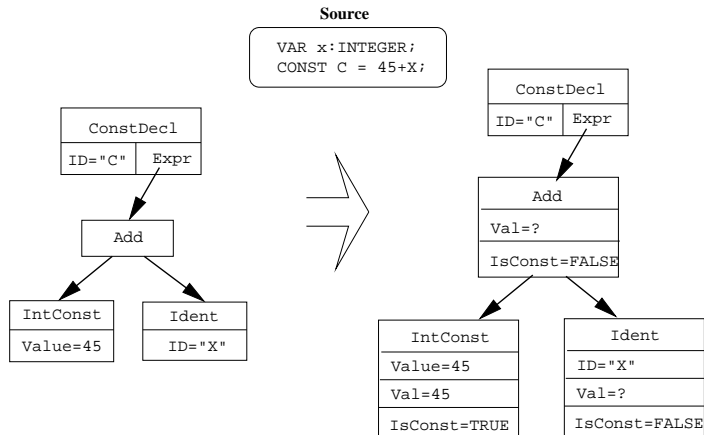 Source
VAR x:INTEGER;
CONST C = 45+X;
ConstDecl
ID="C" Expr
Add
IntConst
Value=45
Ident
ID="X"
ConstDecl
ID="C" Expr
Add
Val=?
IsConst=FALSE
IntConst
Value=45
Val=45
IsConst=TRUE
Ident
ID="X"
Val=?
IsConst=FALSE